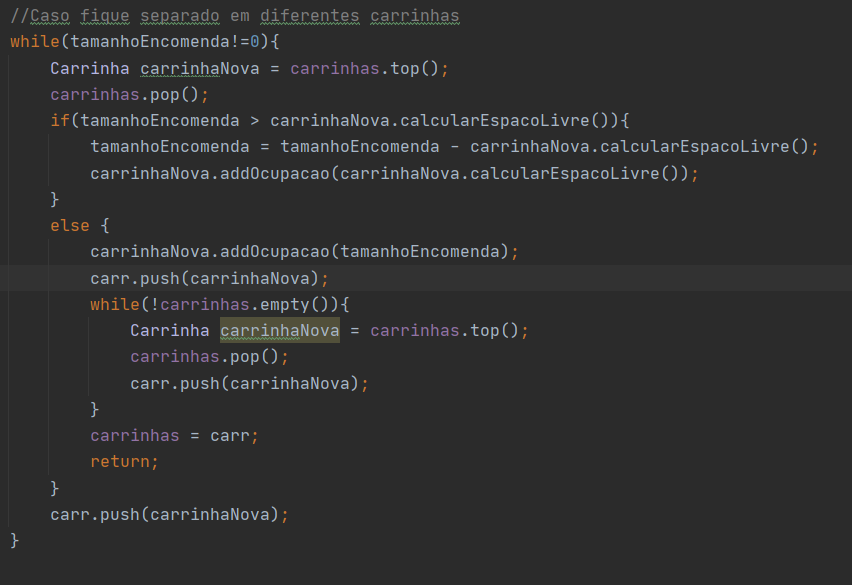 //Caso fique separado em diferentes carrinhas
while(tamanhoEncomenda!=0){
    Carrinha carrinhaNova = carrinhas.top();
    carrinhas.pop();
    if(tamanhoEncomenda > carrinhaNova.calcularEspacoLivre()){
        tamanhoEncomenda = tamanhoEncomenda - carrinhaNova.calcularEspacoLivre();
        carrinhaNova.addOcupacao(carrinhaNova.calcularEspacoLivre());
    }
    else {
        carrinhaNova.addOcupacao(tamanhoEncomenda);
        carr.push(carrinhaNova);
        while(!carrinhas.empty()){
            Carrinha carrinhaNova = carrinhas.top();
            carrinhas.pop();
            carr.push(carrinhaNova);
        }
        carrinhas = carr;
        return;
    }
    carr.push(carrinhaNova);
}